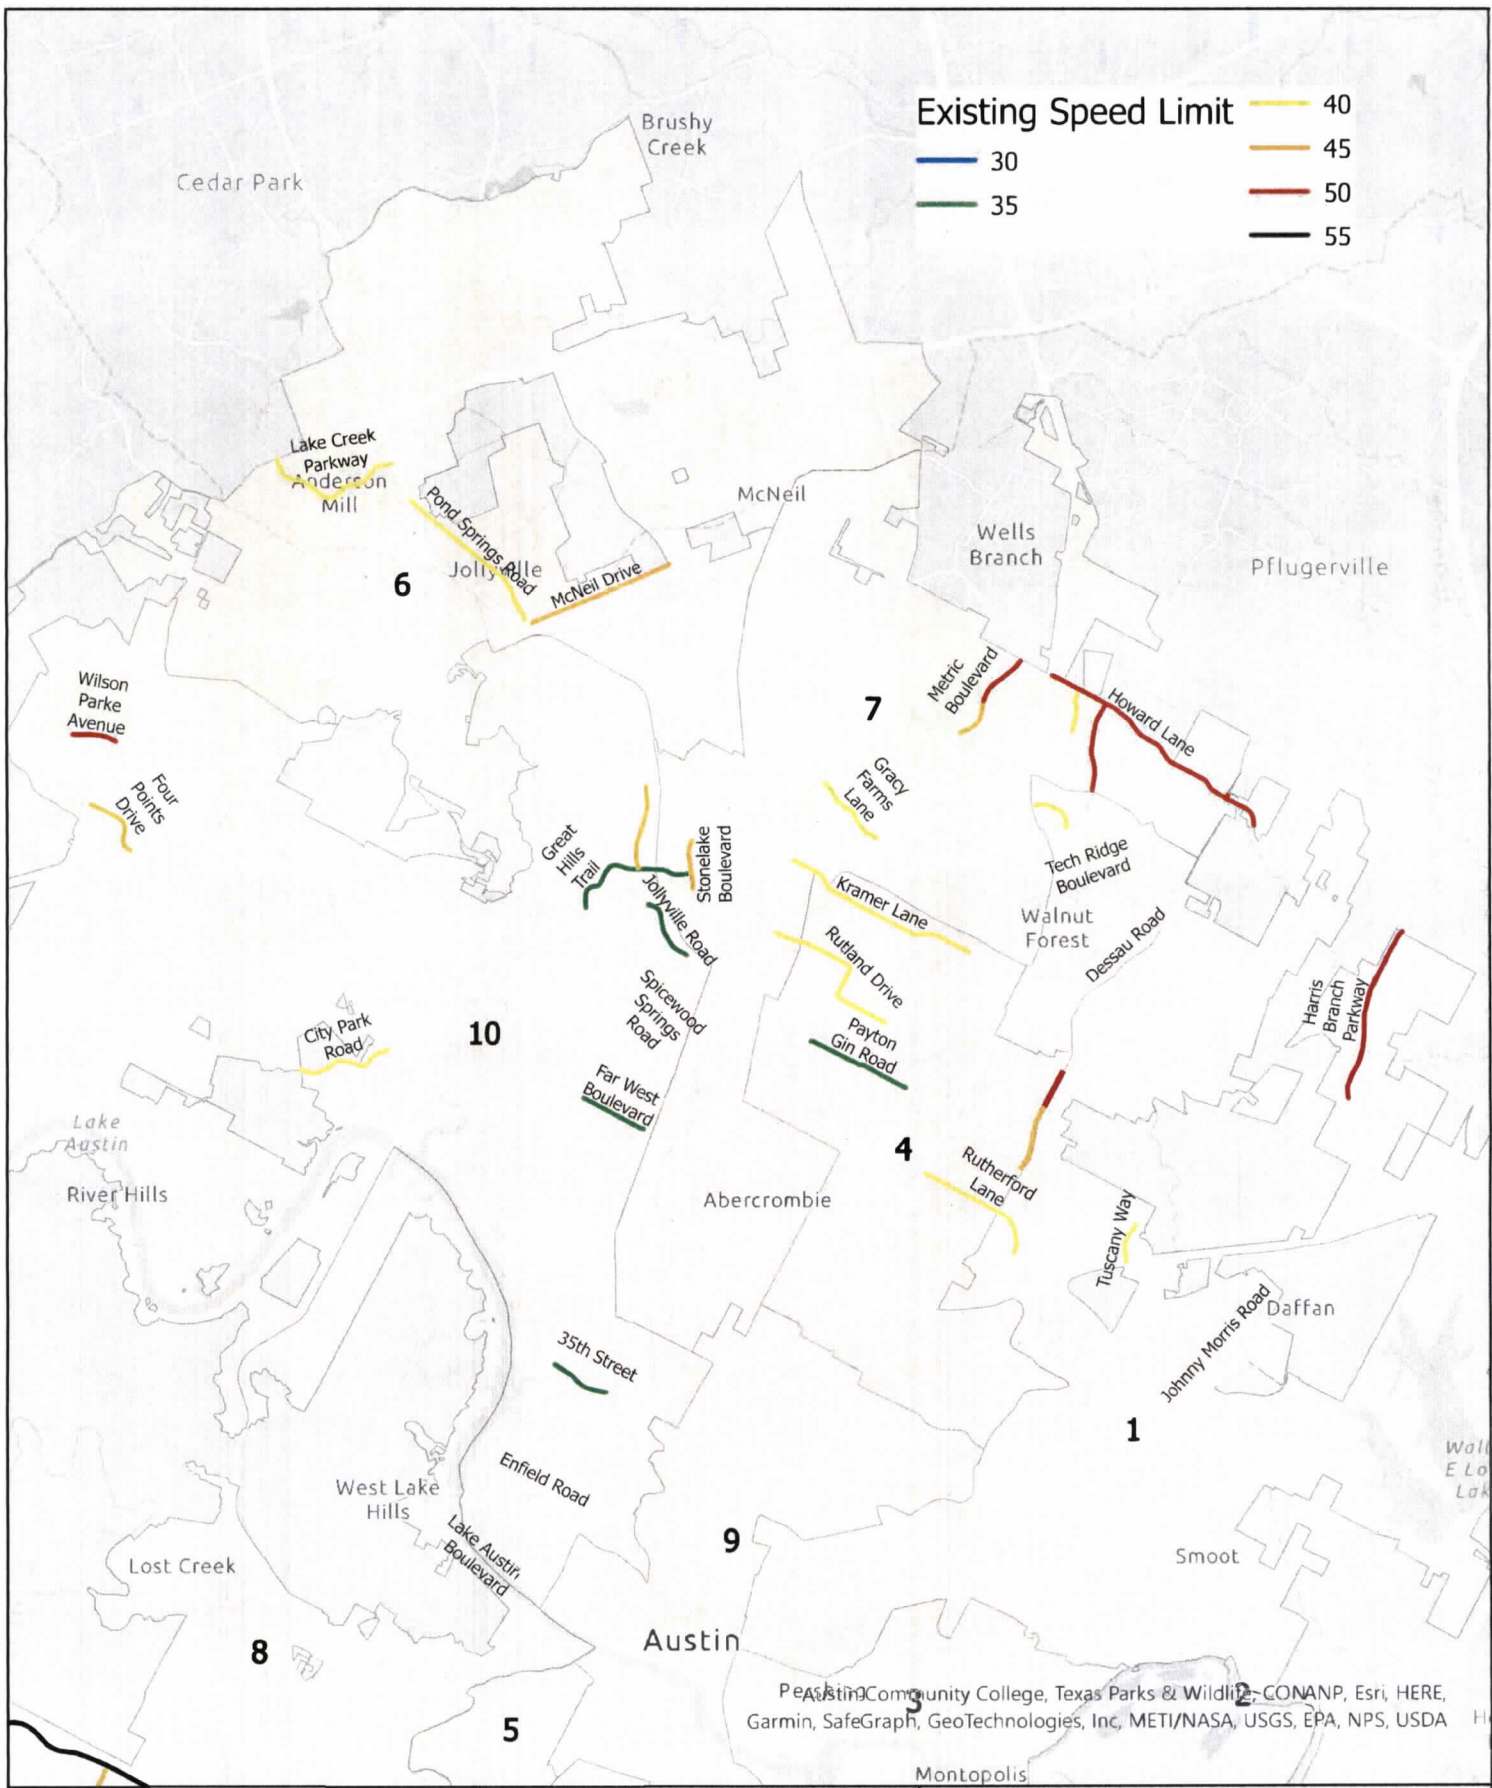 Existing Speed Limit
30
35
40
45
50
55
Brushy
Creek
Cedar Park
Lake Creek
Parkway
Anderson
Mill
McNeil
Pond Springs Road
Jollyville
McNeil Drive
6
Wells
Branch
Pflugerville
Wilson
Parke
Avenue
Metric
Boulevard
7
Howard Lane
Four
Points
Drive
Gracy
Farms
Lane
Great
Hills
Trail
Stonelake
Boulevard
Jollyville Road
Tech Ridge
Boulevard
Kramer Lane
Walnut
Forest
Dessau Road
Rutland Drive
Spicewood
Springs
Road
Harris
Branch
Parkway
City Park
Road
10
Payton
Gin Road
Far West
Boulevard
Lake
Austin
River Hills
4
Rutherford
Lane
Abercrombie
Tuscany Way
Daffan
Johnny Morris Road
35th Street
1
Enfield Road
West Lake
Hills
Lake Austin
Boulevard
9
Lost Creek
Smoot
Austin
8
3
2
Austin Community College, Texas Parks & Wildlife, CONANP, Esri, HERE,
Garmin, SafeGraph, GeoTechnologies, Inc, METI/NASA, USGS, EPA, NPS, USDA
5
Montopolis